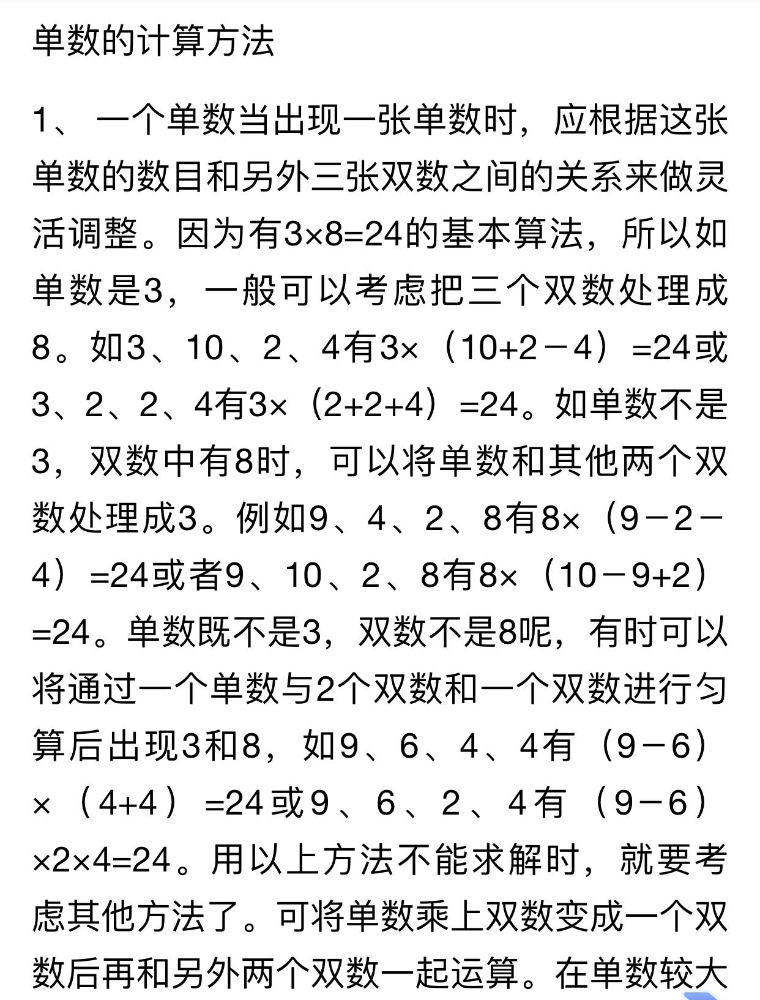 单数的计算方法
1、 一个单数当出现一张单数时，应根据这张
单数的数目和另外三张双数之间的关系来做灵
活调整。因为有3×8=24的基本算法，所以如
单数是3，一般可以考虑把三个双数处理成
8。如3、10、2、4有3×（10+2－4）=24或
3、2、2、4有3×（2+2+4）=24。如单数不是
3，双数中有8时，可以将单数和其他两个双
数处理成3。例如9、4、2、8有8×（9－2－
4）=24或者9、10、2、8有8×（10－9+2）
=24。单数既不是3，双数不是8呢，有时可以
将通过一个单数与2个双数和一个双数进行匀
算后出现3和8，如9、6、4、4有（9－6）
×（4+4）=24或9、6、2、4有（9－6）
×2×4=24。用以上方法不能求解时，就要考
虑其他方法了。可将单数乘上双数变成一个双
数后再和另外两个双数一起运算。在单数较大